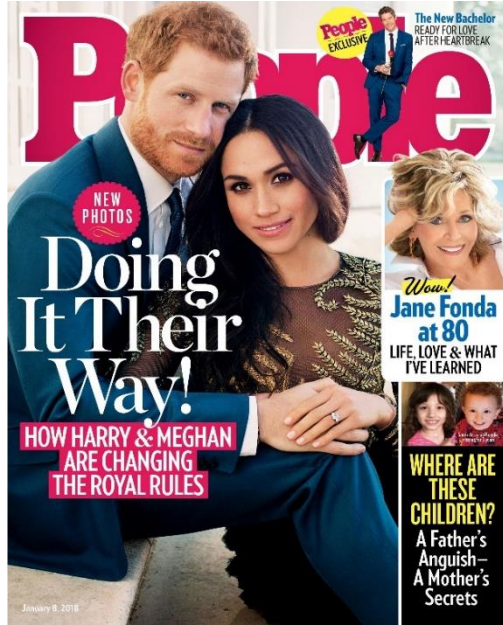 People
People
EXCLUSIVE
The New Bachelor
READY FOR LOVE
AFTER HEARTBREAK
NEW
PHOTOS
Doing
It Their
Way!
HOW HARRY & MEGHAN
ARE CHANGING
THE ROYAL RULES
Wow!
Jane Fonda
at 80
LIFE, LOVE & WHAT
I'VE LEARNED
WHERE ARE
THESE
CHILDREN?
A Father's
Anguish–
A Mother's
Secrets
January 8, 2018